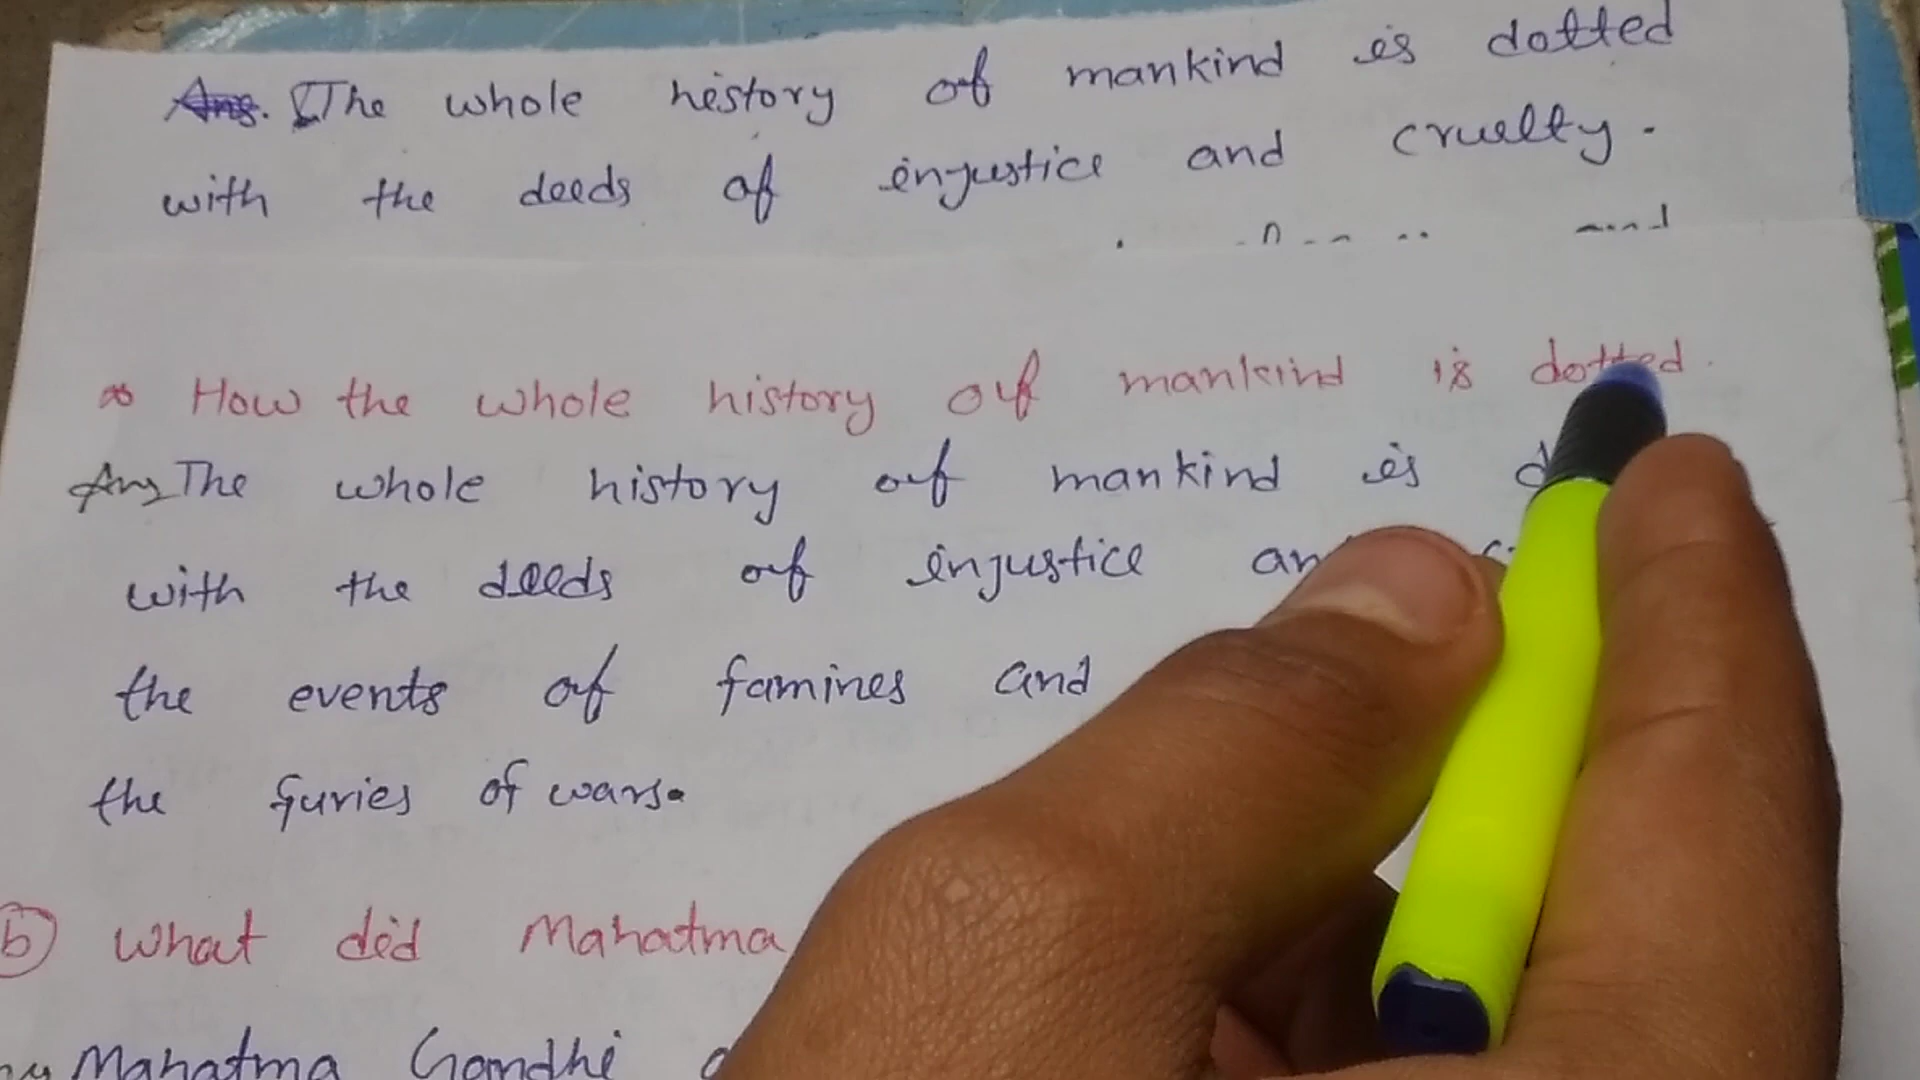 Ans. The whole history of mankind is dotted
with the deeds of injustice and cruelty.
How the whole history of mankind is dotted
Ans The whole history of mankind is
with the deeds of injustice
the events of famines and
the furies of wars.
b) What did Mahatma
Mahatma Gandhi